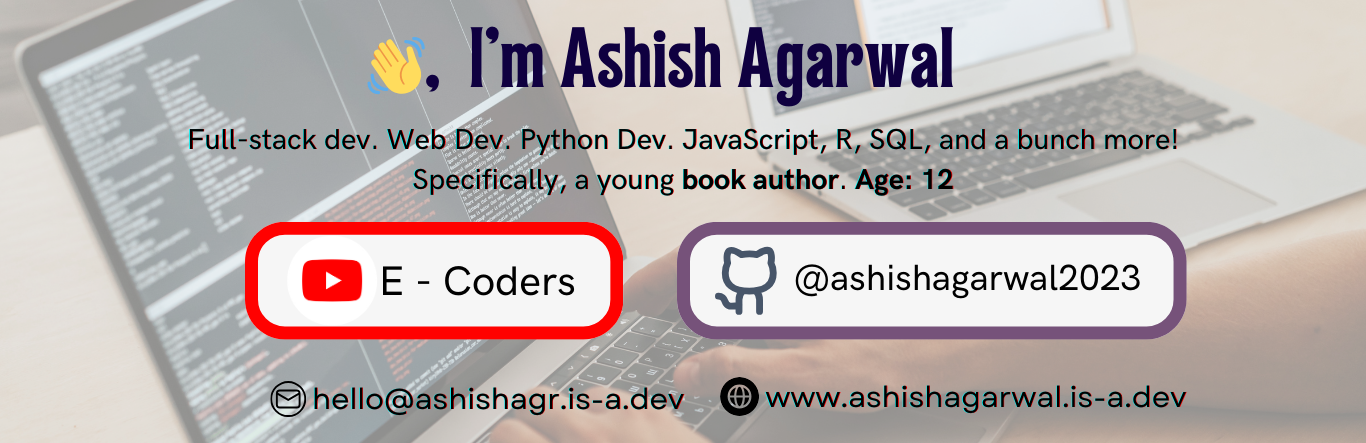 👋, I'm Ashish Agarwal
Full-stack dev. Web Dev. Python Dev. JavaScript, R, SQL, and a bunch more!
Specifically, a young book author. Age: 12
E - Coders
@ashishagarwal2023
hello@ashishagr.is-a.dev
www.ashishagarwal.is-a.dev